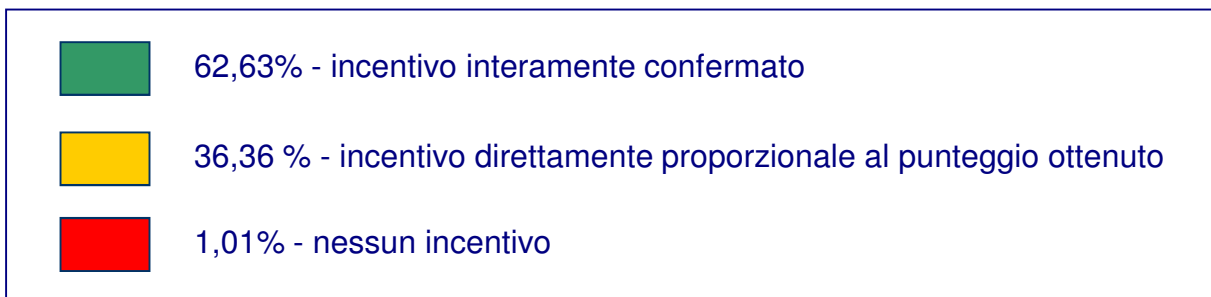 62,63% - incentivo interamente confermato
36,36 % - incentivo direttamente proporzionale al punteggio ottenuto
1,01% - nessun incentivo